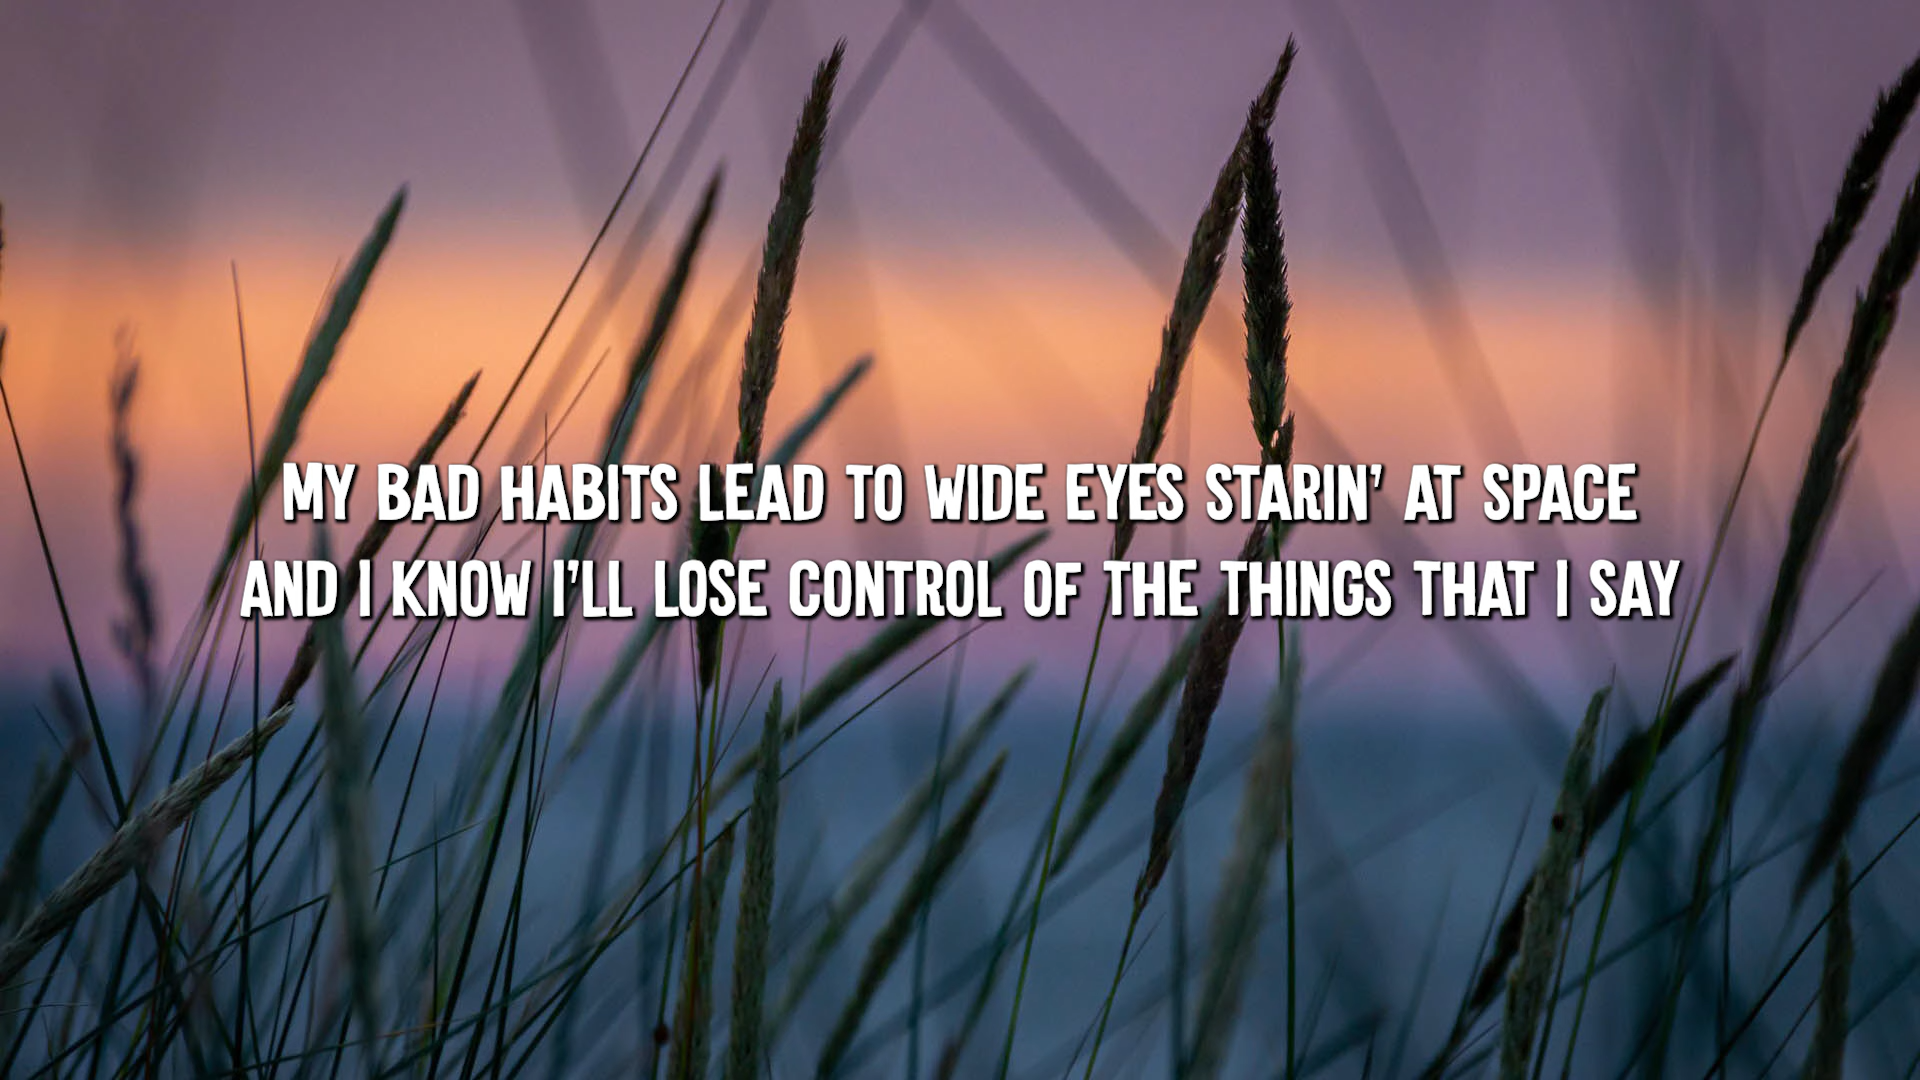 MY BAD HABITS LEAD TO WIDE EYES STARIN' AT SPACE
AND I KNOW I'LL LOSE CONTROL OF THE THINGS THAT I SAY